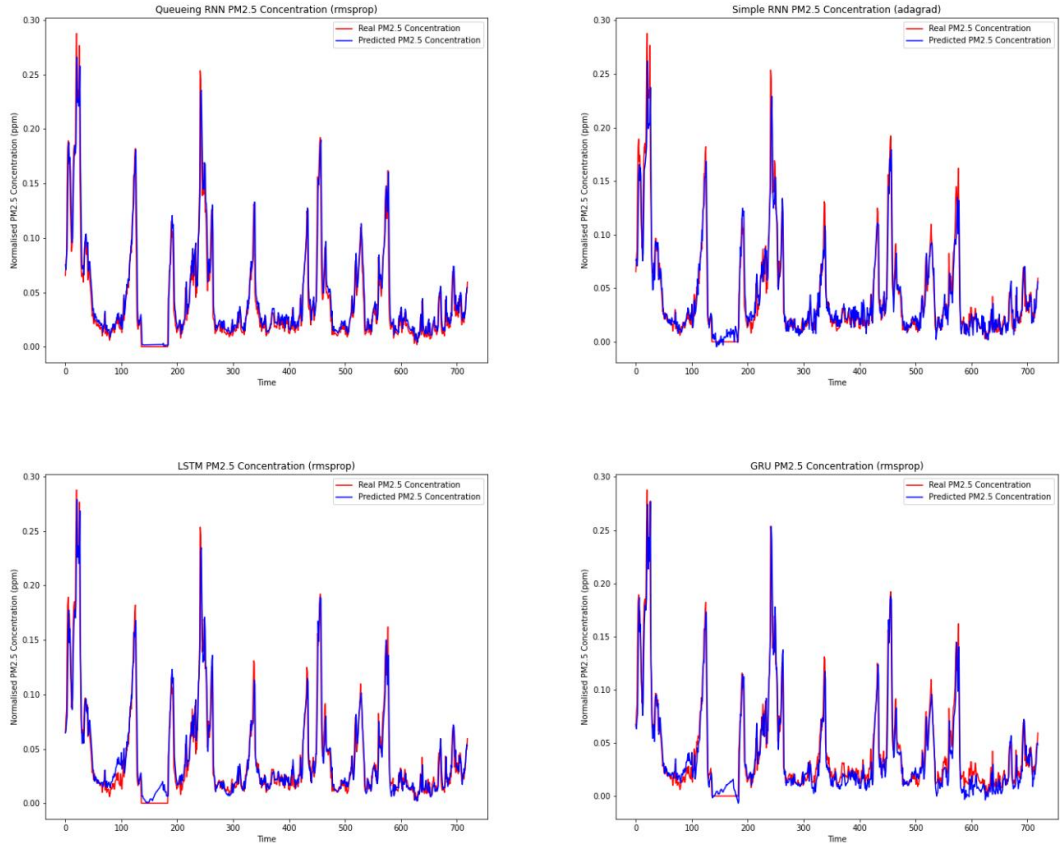 Queueing RNN PM2.5 Concentration (rmsprop)
Real PM2.5 Concentration
Predicted PM2.5 Concentration
Normalised PM2.5 Concentration (ppm)
0.30
0.25
0.20
0.15
0.10
0.05
0.00
0 100 200 300 400 500 600 700
Time
Simple RNN PM2.5 Concentration (adagrad)
Real PM2.5 Concentration
Predicted PM2.5 Concentration
Normalised PM2.5 Concentration (ppm)
0.30
0.25
0.20
0.15
0.10
0.05
0.00
0 100 200 300 400 500 600 700
Time
LSTM PM2.5 Concentration (rmsprop)
Real PM2.5 Concentration
Predicted PM2.5 Concentration
Normalised PM2.5 Concentration (ppm)
0.30
0.25
0.20
0.15
0.10
0.05
0.00
0 100 200 300 400 500 600 700
Time
GRU PM2.5 Concentration (rmsprop)
Real PM2.5 Concentration
Predicted PM2.5 Concentration
Normalised PM2.5 Concentration (ppm)
0.30
0.25
0.20
0.15
0.10
0.05
0.00
0 100 200 300 400 500 600 700
Time